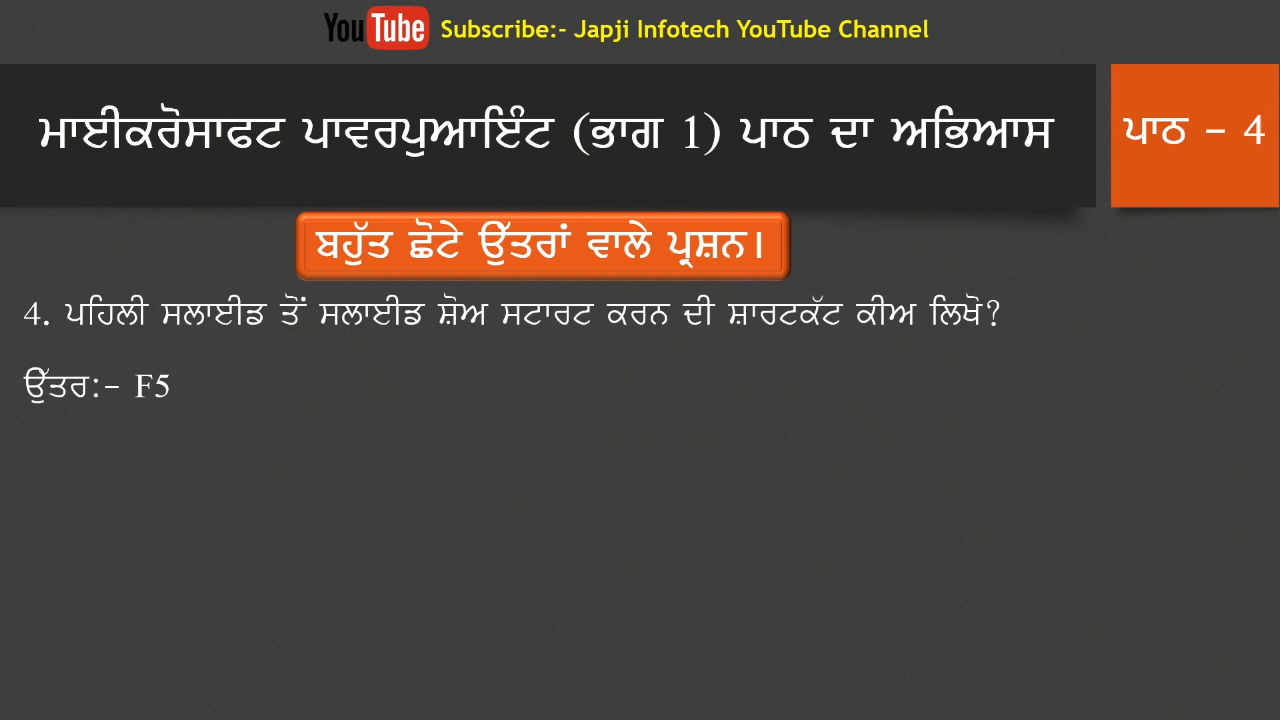 YouTube Subscribe:- Japji Infotech YouTube Channel
ਮਾਈਕਰੋਸਾਫਟ ਪਾਵਰਪੁਆਇੰਟ (ਭਾਗ 1) ਪਾਠ ਦਾ ਅਭਿਆਸ
ਪਾਠ – 4
ਬਹੁੱਤ ਛੋਟੇ ਉੱਤਰਾਂ ਵਾਲੇ ਪ੍ਰਸ਼ਨ।
4. ਪਹਿਲੀ ਸਲਾਈਡ ਤੋਂ ਸਲਾਈਡ ਸ਼ੋਅ ਸਟਾਰਟ ਕਰਨ ਦੀ ਸ਼ਾਰਟਕੱਟ ਕੀਅ ਲਿਖੋ?
ਉੱਤਰ:– F5